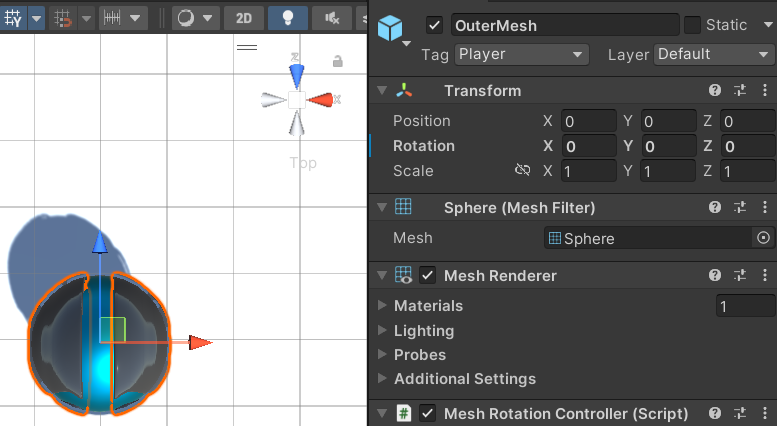 Y
2D
z
x
Top
OuterMesh
Static
Tag Player
Layer Default
Transform
Position X 0 Y 0 Z 0
Rotation X 0 Y 0 Z 0
Scale X 1 Y 1 Z 1
Sphere (Mesh Filter)
Mesh Sphere
Mesh Renderer
Materials 1
Lighting
Probes
Additional Settings
# Mesh Rotation Controller (Script)